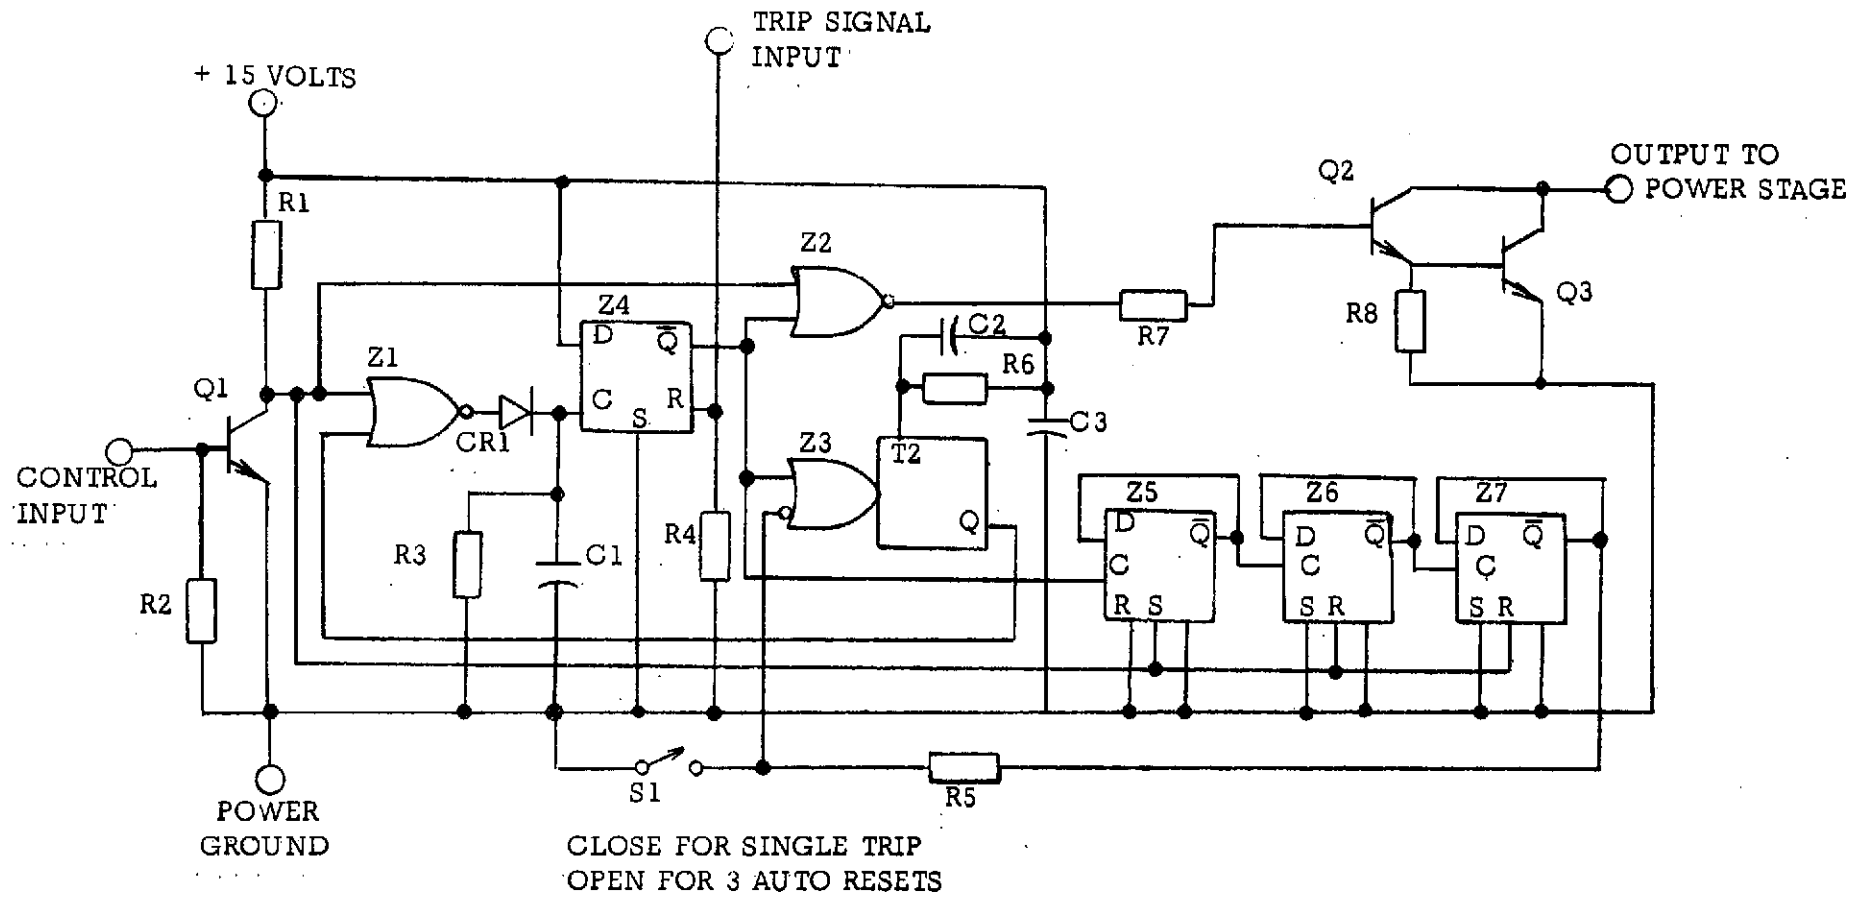 TRIP SIGNAL
INPUT
+ 15 VOLTS
OUTPUT TO
POWER STAGE
Q2
R1
Z2
Q3
Z4
C2
R8
R7
D
Q̅
Z1
R6
Q1
C
R
S
CR1
C3
Z3
T2
CONTROL
INPUT
Z5
Z6
Z7
D
Q̅
D
Q̅
D
Q̅
Q
R4
R3
C1
C
C
C
R2
R S
S R
S R
S1
R5
POWER
GROUND
CLOSE FOR SINGLE TRIP
OPEN FOR 3 AUTO RESETS